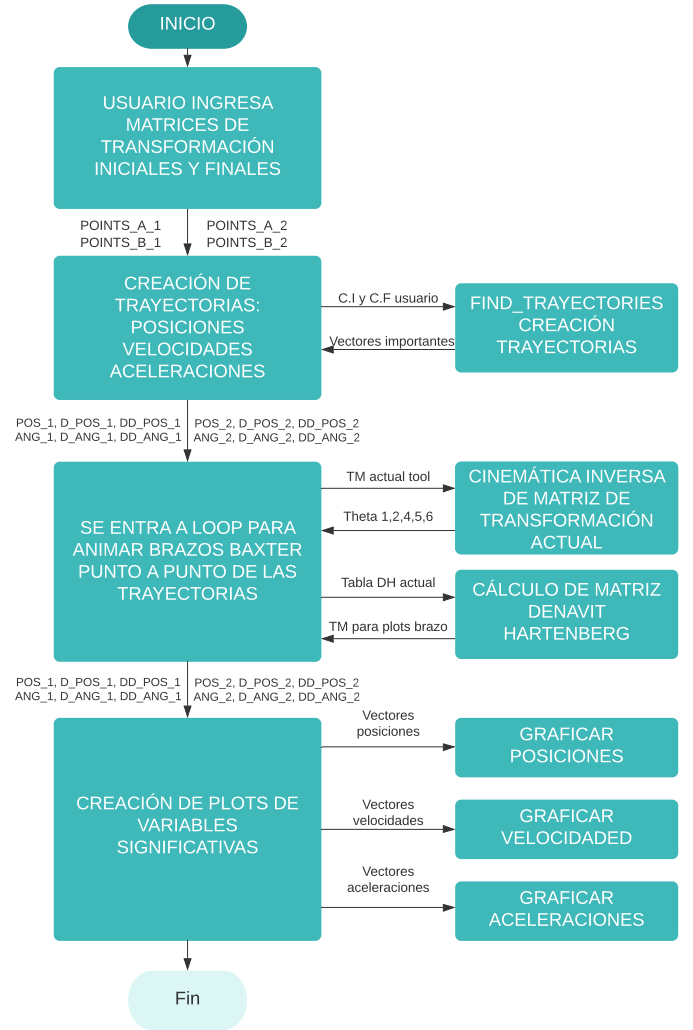 INICIO
USUARIO INGRESA
MATRICES DE
TRANSFORMACIÓN
INICIALES Y FINALES
POINTS_A_1
POINTS_B_1
POINTS_A_2
POINTS_B_2
CREACIÓN DE
TRAYECTORIAS:
POSICIONES
VELOCIDADES
ACELERACIONES
C.I y C.F usuario
Vectores importantes
FIND_TRAYECTORIES
CREACIÓN
TRAYECTORIAS
POS_1, D_POS_1, DD_POS_1
ANG_1, D_ANG_1, DD_ANG_1
POS_2, D_POS_2, DD_POS_2
ANG_2, D_ANG_2, DD_ANG_2
SE ENTRA A LOOP PARA
ANIMAR BRAZOS BAXTER
PUNTO A PUNTO DE LAS
TRAYECTORIAS
TM actual tool
Theta 1,2,4,5,6
CINEMÁTICA INVERSA
DE MATRIZ DE
TRANSFORMACIÓN
ACTUAL
Tabla DH actual
TM para plots brazo
CÁLCULO DE MATRIZ
DENAVIT
HARTENBERG
POS_1, D_POS_1, DD_POS_1
ANG_1, D_ANG_1, DD_ANG_1
POS_2, D_POS_2, DD_POS_2
ANG_2, D_ANG_2, DD_ANG_2
CREACIÓN DE PLOTS DE
VARIABLES
SIGNIFICATIVAS
Vectores
posiciones
GRAFICAR
POSICIONES
Vectores
velocidades
GRAFICAR
VELOCIDADED
Vectores
aceleraciones
GRAFICAR
ACELERACIONES
Fin